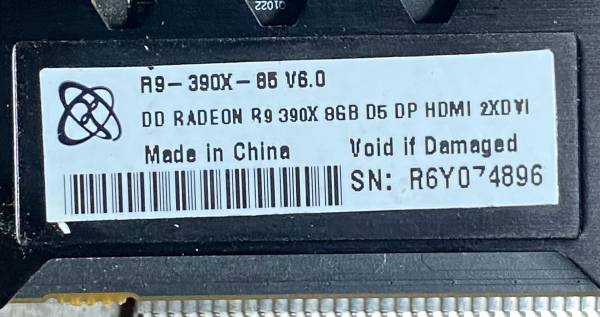 01022
R9-390X-85 V6.0
DD RADEON R9 390X 8GB D5 DP HDMI 2XDVI
Made in China Void if Damaged
SN: R6Y074896